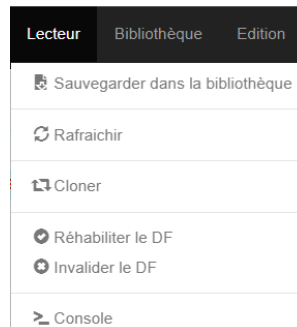 Lecteur Bibliothèque Edition
Sauvegarder dans la bibliothèque
Rafraichir
Cloner
Réhabiliter le DF
Invalider le DF
Console